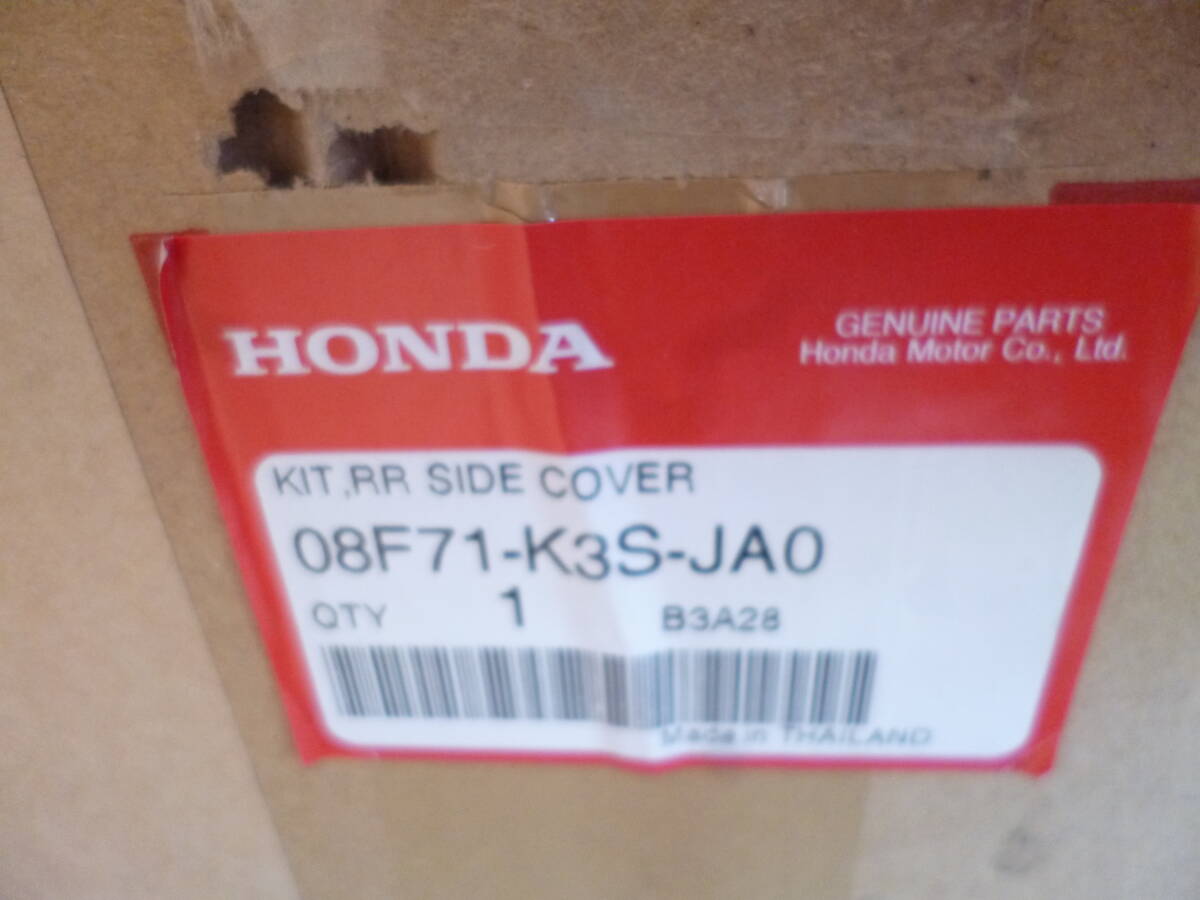 HONDA
GENUINE PARTS
Honda Motor Co., Ltd.
KIT,RR SIDE COVER
08F71-K3S-JA0
QTY 1 B3A28
Made in THAILAND